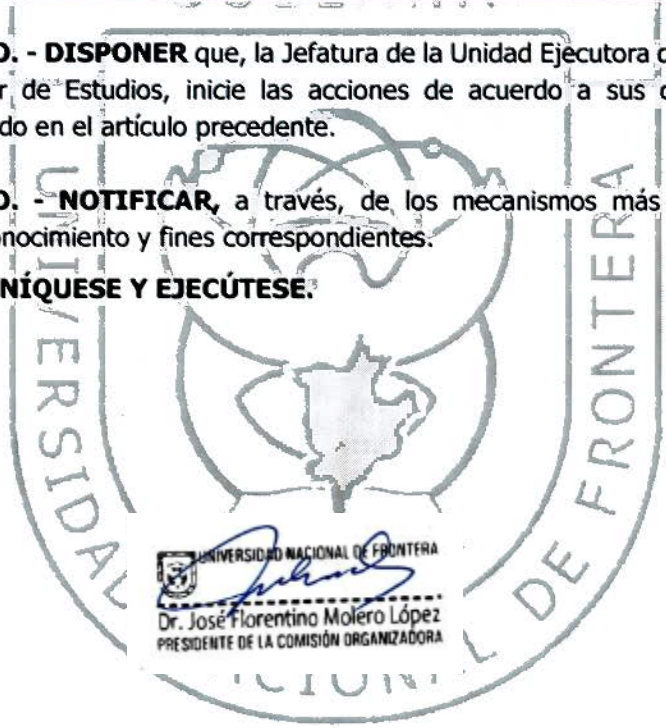 O. - DISPONER que, la Jefatura de la Unidad Ejecutora d
r de Estudios, inicie las acciones de acuerdo a sus c
do en el artículo precedente.
O. - NOTIFICAR, a través, de los mecanismos más
nocimiento y fines correspondientes.
NÍQUESE Y EJECÚTESE.
UNIVERSIDAD NACIONAL DE FRONTERA
UNIVERSIDAD NACIONAL DE FRONTERA
Dr. José Florentino Molero López
PRESIDENTE DE LA COMISIÓN ORGANIZADORA